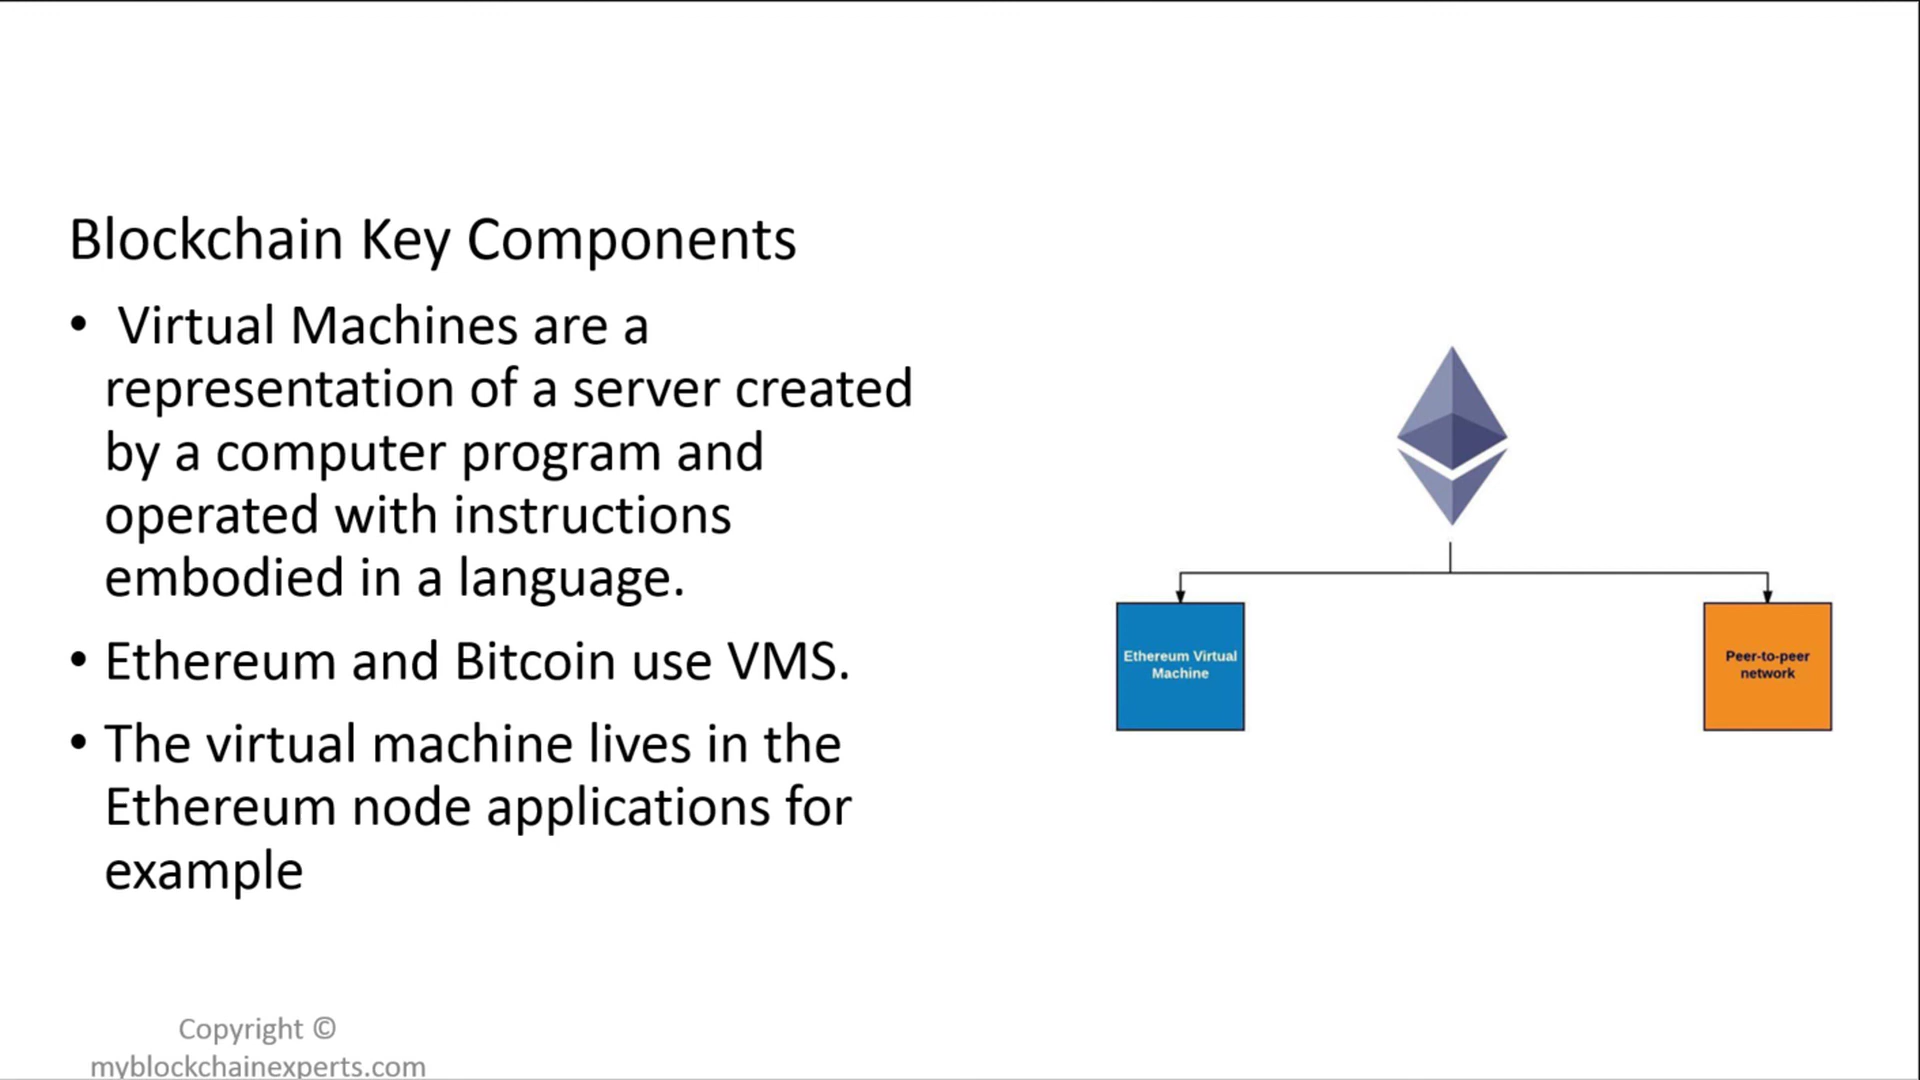 Blockchain Key Components
• Virtual Machines are a
representation of a server created
by a computer program and
operated with instructions
embodied in a language.
• Ethereum and Bitcoin use VMS.
• The virtual machine lives in the
Ethereum node applications for
example
Ethereum Virtual
Machine
Peer-to-peer
network
Copyright ©
myblockchainexperts.com